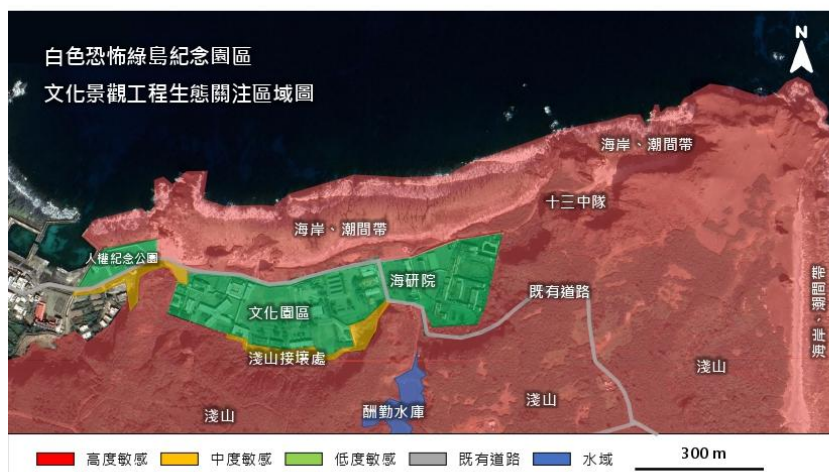 白色恐怖綠島紀念園區
文化景觀工程生態關注區域圖
N
海岸、潮間帶
十三中隊
海岸、潮間帶
人權紀念公園
海研院
既有道路
文化園區
海岸、潮間帶
淺山接壤處
淺山
淺山
酬勤水庫
淺山
高度敏感
中度敏感
低度敏感
既有道路
水域
300 m